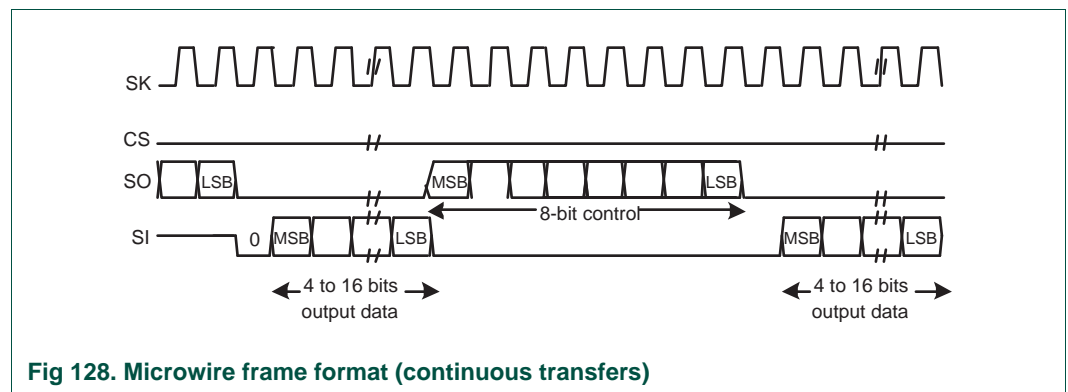 SK
CS
SO
LSB
MSB
LSB
8-bit control
SI
0
MSB
LSB
MSB
LSB
4 to 16 bits
output data
4 to 16 bits
output data
Fig 128. Microwire frame format (continuous transfers)